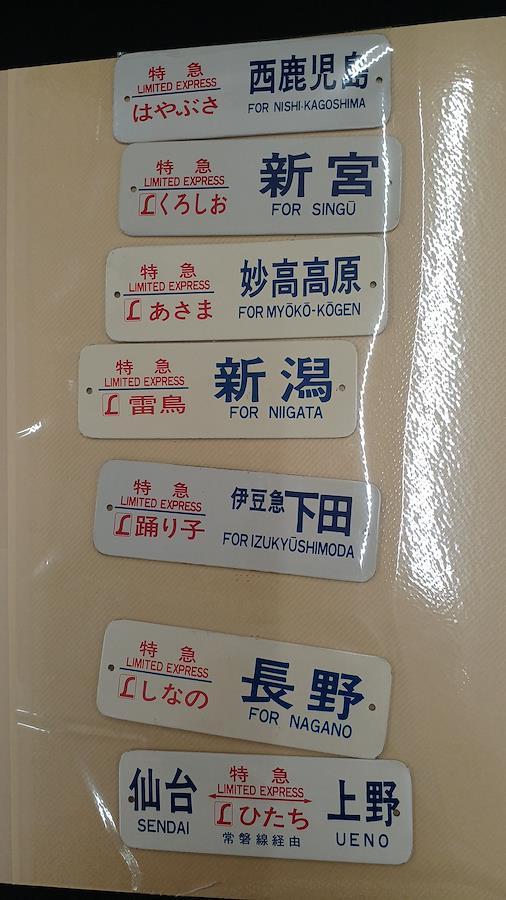 特急
LIMITED EXPRESS
はやぶさ
西鹿児島
FOR NISHI-KAGOSHIMA
特急
LIMITED EXPRESS
Lくろしお
新宮
FOR SINGŪ
特急
LIMITED EXPRESS
L あさま
妙高高原
FOR MYŌKŌ-KŌGEN
特急
LIMITED EXPRESS
L 雷鳥
新潟
FOR NIIGATA
特急
LIMITED EXPRESS
L踊り子
伊豆急下田
FOR IZUKYŪSHIMODA
特急
LIMITED EXPRESS
Lしなの
長野
FOR NAGANO
仙台
SENDAI
特急
LIMITED EXPRESS
Lひたち
常磐線経由
上野
UENO